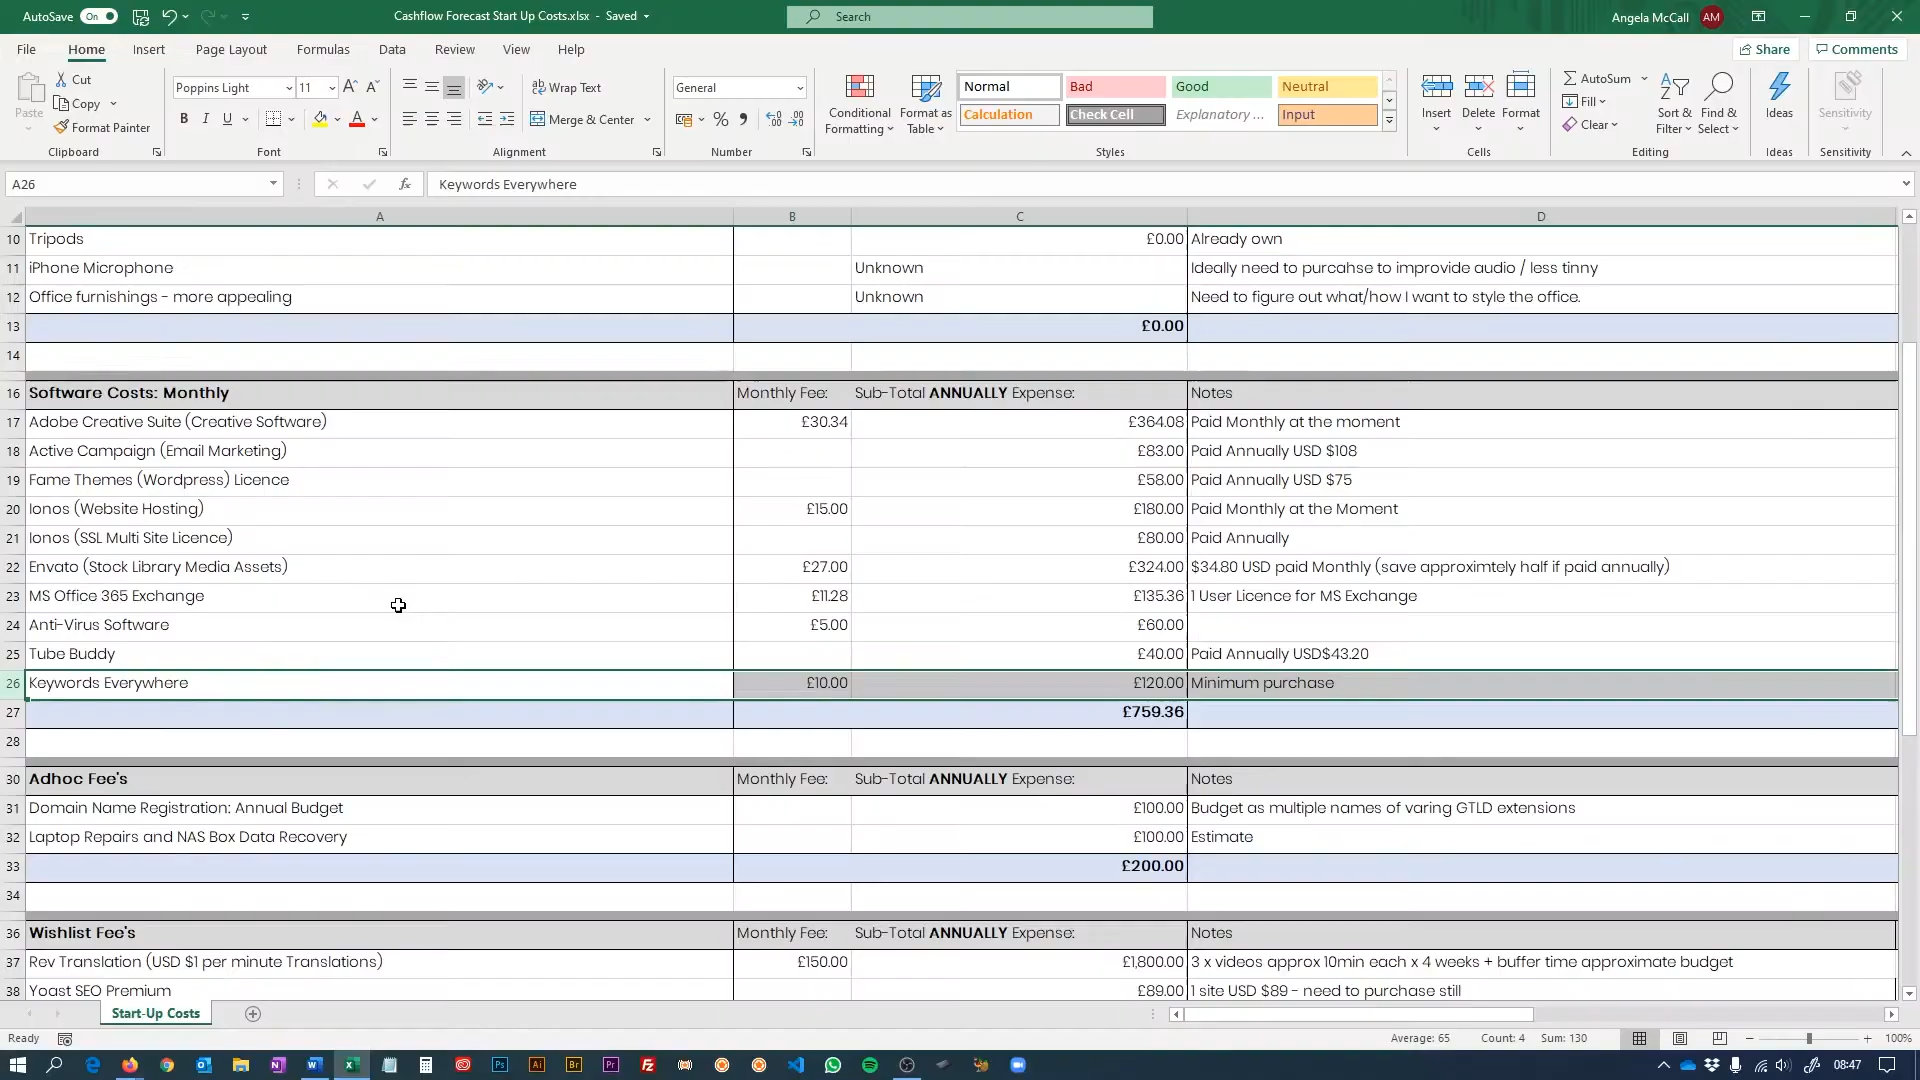 AutoSave On Cashflow Forecast Start Up Costs.xlsx - Saved Search Angela McCall AM
File Home Insert Page Layout Formulas Data Review View Help Share Comments
Paste Cut Copy Format Painter Clipboard
Poppins Light 11 B I U Font
Wrap Text Merge & Center Alignment
General % Number
Conditional Formatting Format as Table Normal Bad Good Neutral Calculation Check Cell Explanatory ... Input Styles
Insert Delete Format Cells
AutoSum Fill Clear Sort & Filter Find & Select Editing
Ideas Ideas
Sensitivity Sensitivity
A26 fx Keywords Everywhere
A B C D
10 Tripods £0.00 Already own
11 iPhone Microphone Unknown Ideally need to purcahse to improvide audio / less tinny
12 Office furnishings - more appealing Unknown Need to figure out what/how I want to style the office.
13 £0.00
14
16 Software Costs: Monthly Monthly Fee: Sub-Total ANNUALLY Expense: Notes
17 Adobe Creative Suite (Creative Software) £30.34 £364.08 Paid Monthly at the moment
18 Active Campaign (Email Marketing) £83.00 Paid Annually USD $108
19 Fame Themes (Wordpress) Licence £58.00 Paid Annually USD $75
20 Ionos (Website Hosting) £15.00 £180.00 Paid Monthly at the Moment
21 Ionos (SSL Multi Site Licence) £80.00 Paid Annually
22 Envato (Stock Library Media Assets) £27.00 £324.00 $34.80 USD paid Monthly (save approximtely half if paid annually)
23 MS Office 365 Exchange £11.28 £135.36 1 User Licence for MS Exchange
24 Anti-Virus Software £5.00 £60.00
25 Tube Buddy £40.00 Paid Annually USD$43.20
26 Keywords Everywhere £10.00 £120.00 Minimum purchase
27 £759.36
28
30 Adhoc Fee's Monthly Fee: Sub-Total ANNUALLY Expense: Notes
31 Domain Name Registration: Annual Budget £100.00 Budget as multiple names of varing GTLD extensions
32 Laptop Repairs and NAS Box Data Recovery £100.00 Estimate
33 £200.00
34
36 Wishlist Fee's Monthly Fee: Sub-Total ANNUALLY Expense: Notes
37 Rev Translation (USD $1 per minute Translations) £150.00 £1,800.00 3 x videos approx 10min each x 4 weeks + buffer time approximate budget
38 Yoast SEO Premium £89.00 1 site USD $89 - need to purchase still
Start-Up Costs
Ready Average: 65 Count: 4 Sum: 130 100%
08:47